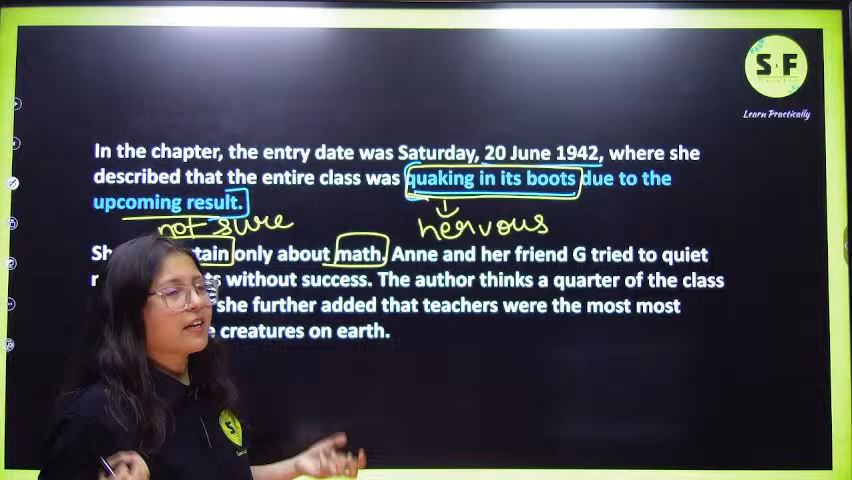 S F
Learn Practically
In the chapter, the entry date was Saturday, 20 June 1942, where she
described that the entire class was quaking in its boots due to the
upcoming result.
not sure
nervous
Sh tain only about math. Anne and her friend G tried to quiet
without success. The author thinks a quarter of the class
she further added that teachers were the most most
creatures on earth.